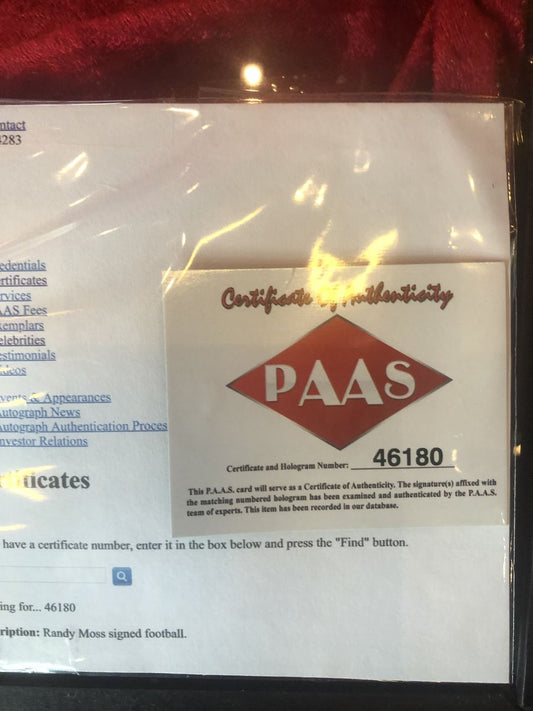 ntact
4283
edentials
rtificates
rvices
AAS Fees
xemplars
elebrities
estimonials
ideos
vents & Appearances
utograph News
utograph Authentication Proces
nvestor Relations
rtificates
have a certificate number, enter it in the box below and press the "Find" button.
ing for... 46180
ription: Randy Moss signed football.
Certificate of Authenticity
PAAS
Certificate and Hologram Number: 46180
This P.A.A.S. card will serve as a Certificate of Authenticity. The signature(s) affixed with
the matching numbered hologram has been examined and authenticated by the P.A.A.S.
team of experts. This item has been recorded in our database.